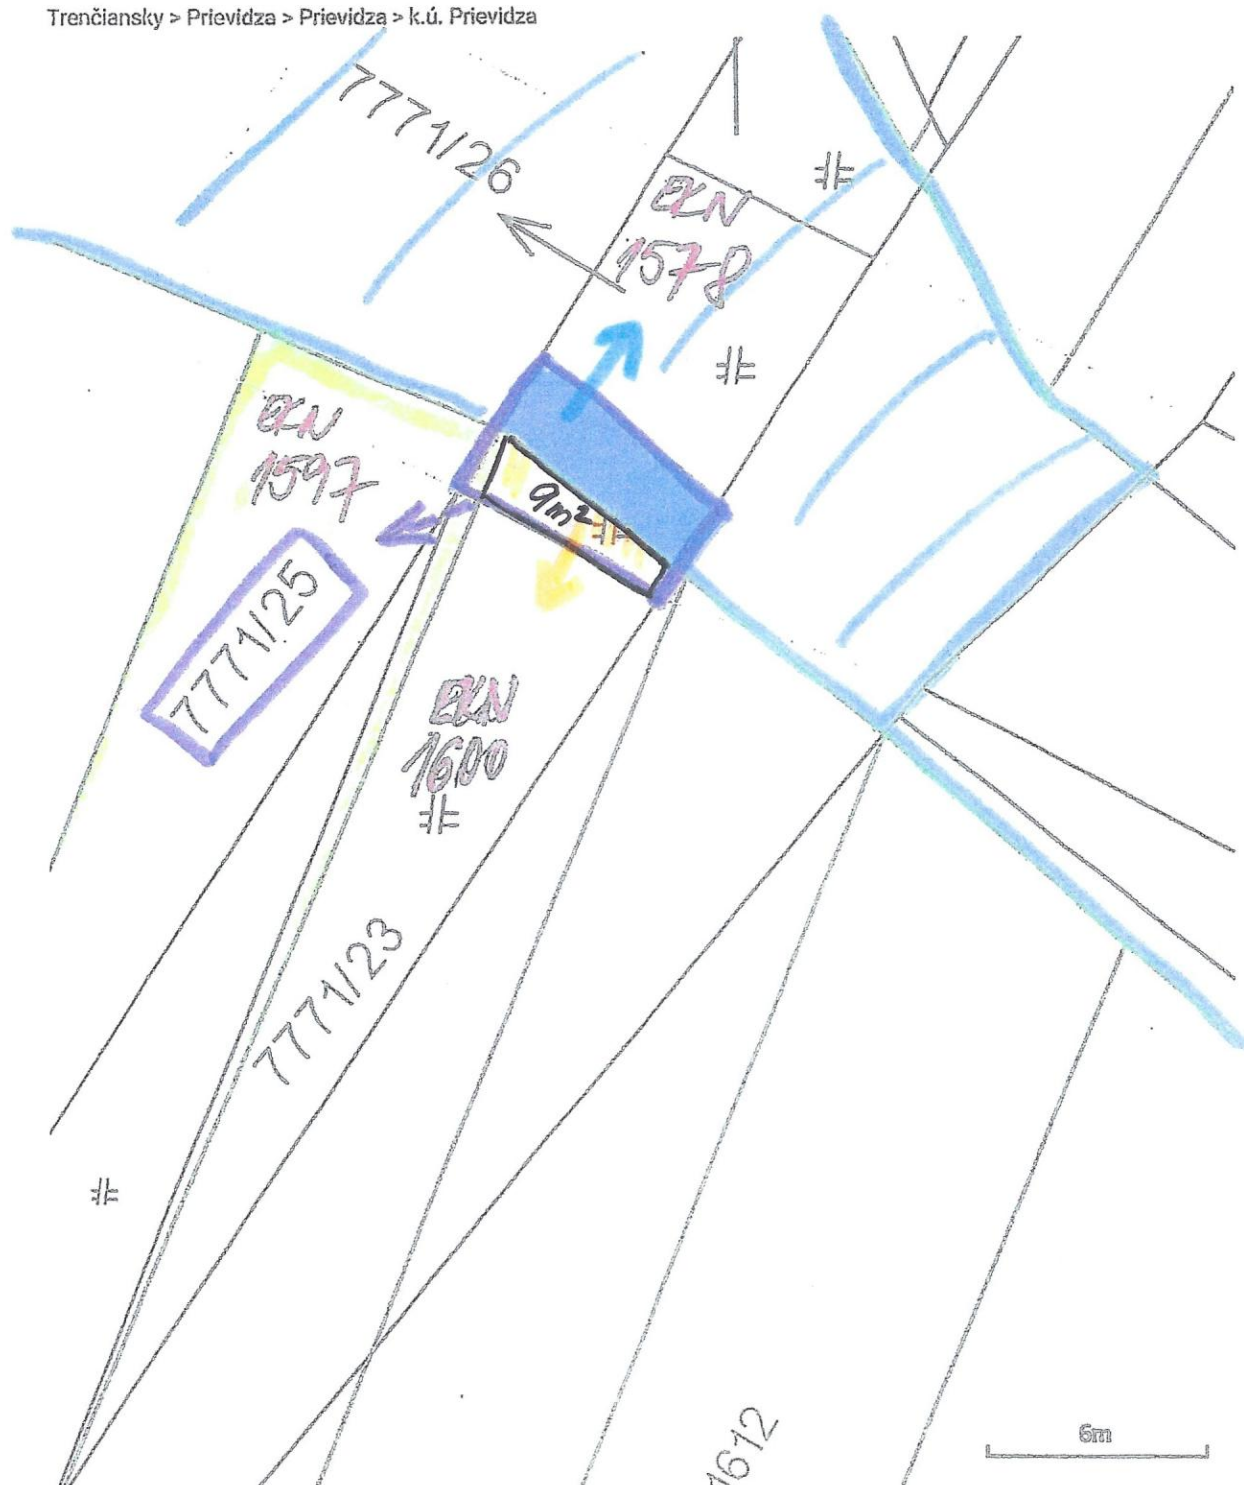 Trenčiansky > Prievidza > Prievidza > k.ú. Prievidza
7771/26
EKN
1578
EKN
1597
9m²
7771/25
EKN
1600
7771/23
1612
6m